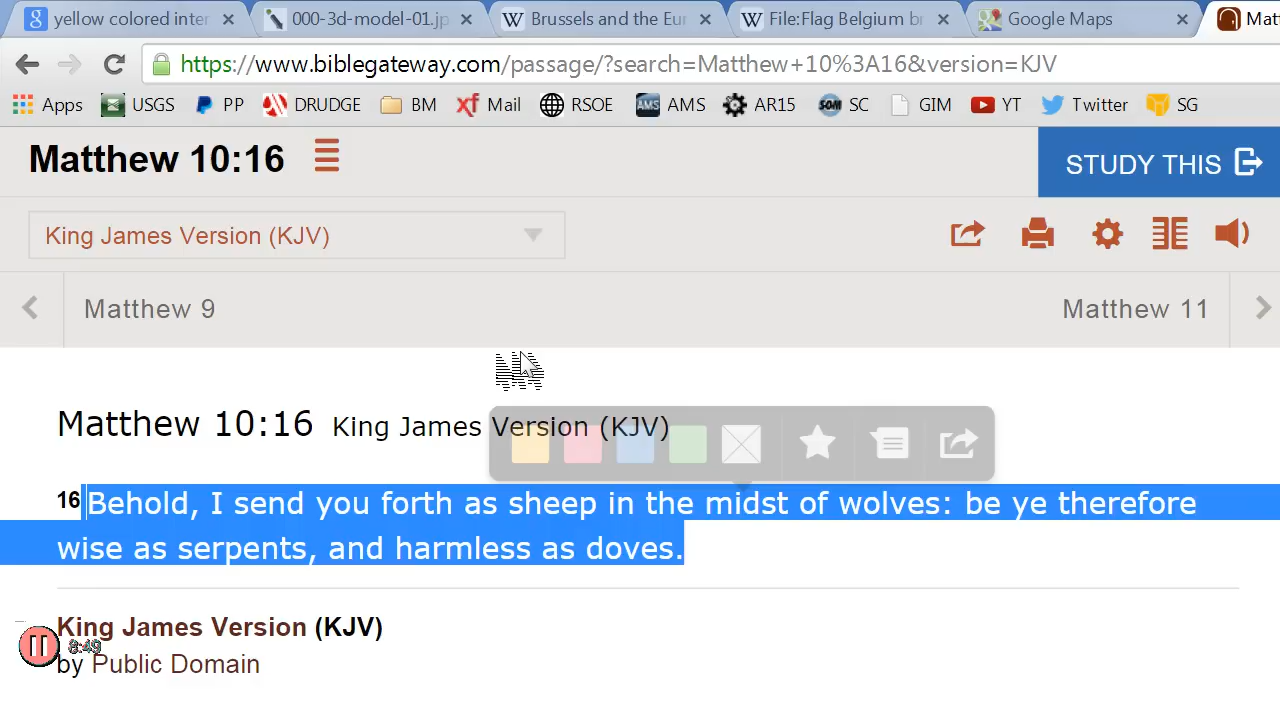 yellow colored inter
000-3d-model-01.jp
Brussels and the Eur
File:Flag Belgium br
Google Maps
Mat
https://www.biblegateway.com/passage/?search=Matthew+10%3A16&version=KJV
Apps USGS PP DRUDGE BM Mail RSOE AMS AR15 SC GIM YT Twitter SG
Matthew 10:16
STUDY THIS
King James Version (KJV)
Matthew 9
Matthew 11
Matthew 10:16 King James Version (KJV)
16 Behold, I send you forth as sheep in the midst of wolves: be ye therefore
wise as serpents, and harmless as doves.
King James Version (KJV)
8:49
by Public Domain